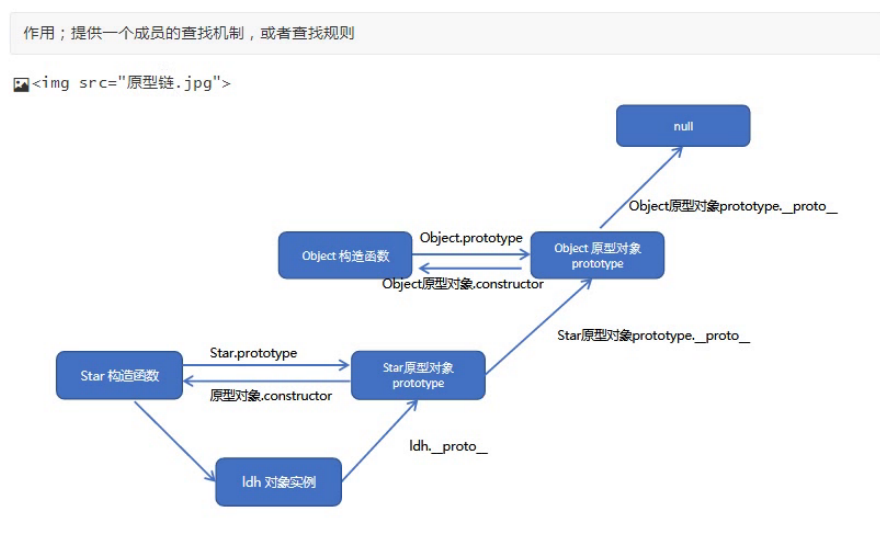 作用；提供一个成员的查找机制，或者查找规则
<img src="原型链.jpg">
null
Object原型对象prototype.__proto__
Object.prototype
Object 构造函数
Object 原型对象
prototype
Object原型对象.constructor
Star原型对象prototype.__proto__
Star.prototype
Star 构造函数
Star原型对象
prototype
原型对象.constructor
ldh.__proto__
ldh 对象实例